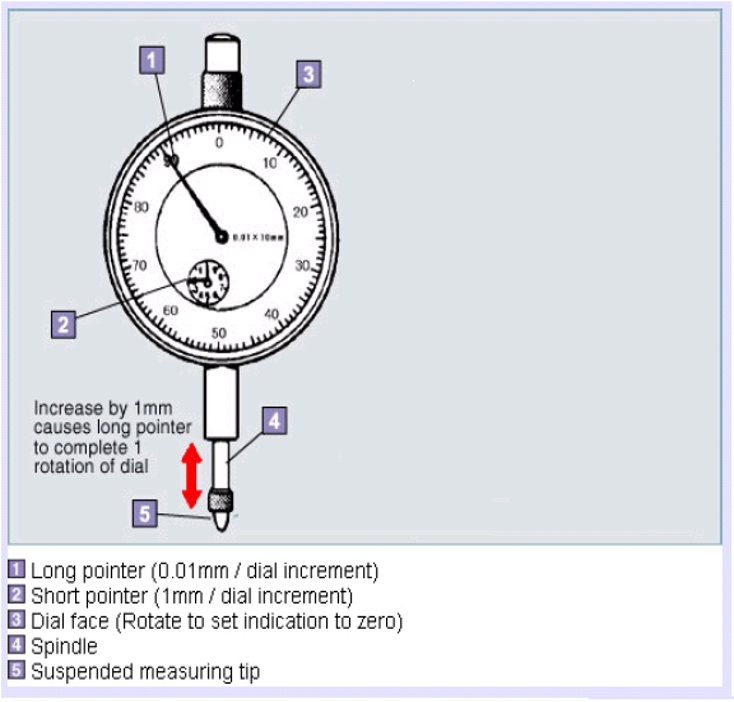 1
3
0
90
10
80
20
0.01 X 10mm
70
30
2
60
40
50
Increase by 1mm
causes long pointer
to complete 1
rotation of dial
4
5
1 Long pointer (0.01mm / dial increment)
2 Short pointer (1mm / dial increment)
3 Dial face (Rotate to set indication to zero)
4 Spindle
5 Suspended measuring tip